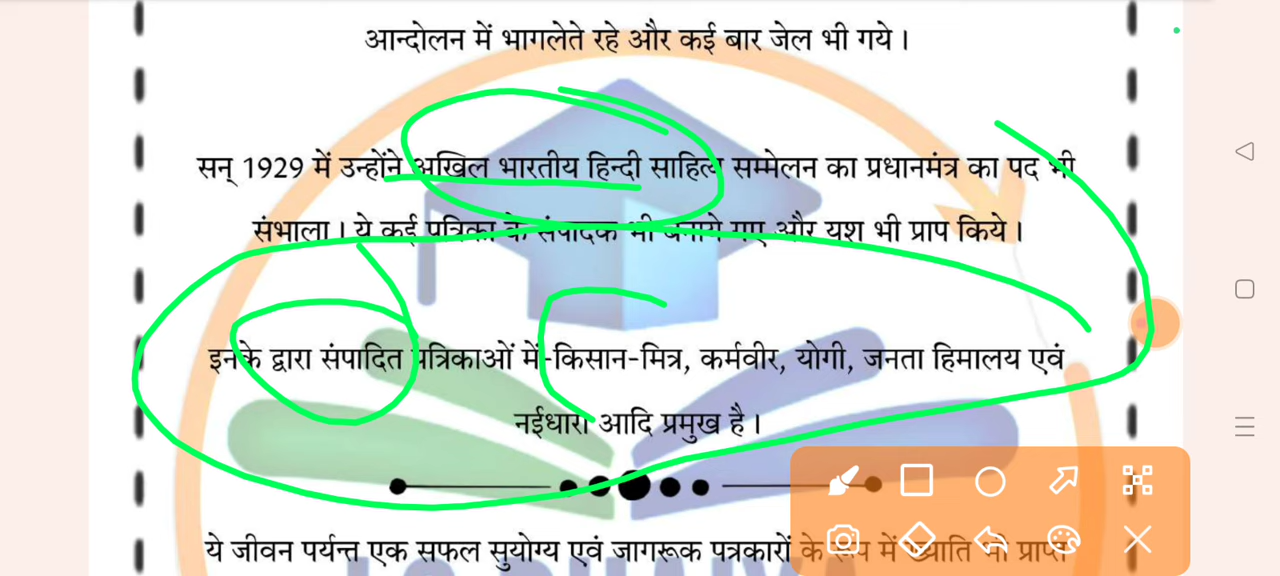 आन्दोलन में भागलेते रहे और कई बार जेल भी गये ।
सन् 1929 में उन्होंने अखिल भारतीय हिन्दी साहित्य सम्मेलन का प्रधानमंत्र का पद भी
संभाला । ये कई पत्रिका के संपादक भी बनाये गए और यश भी प्राप किये ।
इनके द्वारा संपादित पत्रिकाओं में-किसान-मित्र, कर्मवीर, योगी, जनता हिमालय एवं
नईधारा आदि प्रमुख है ।
ये जीवन पर्यन्त एक सफल सुयोग्य एवं जागरूक पत्रकारों के रूप में ख्याति भी प्राप्त